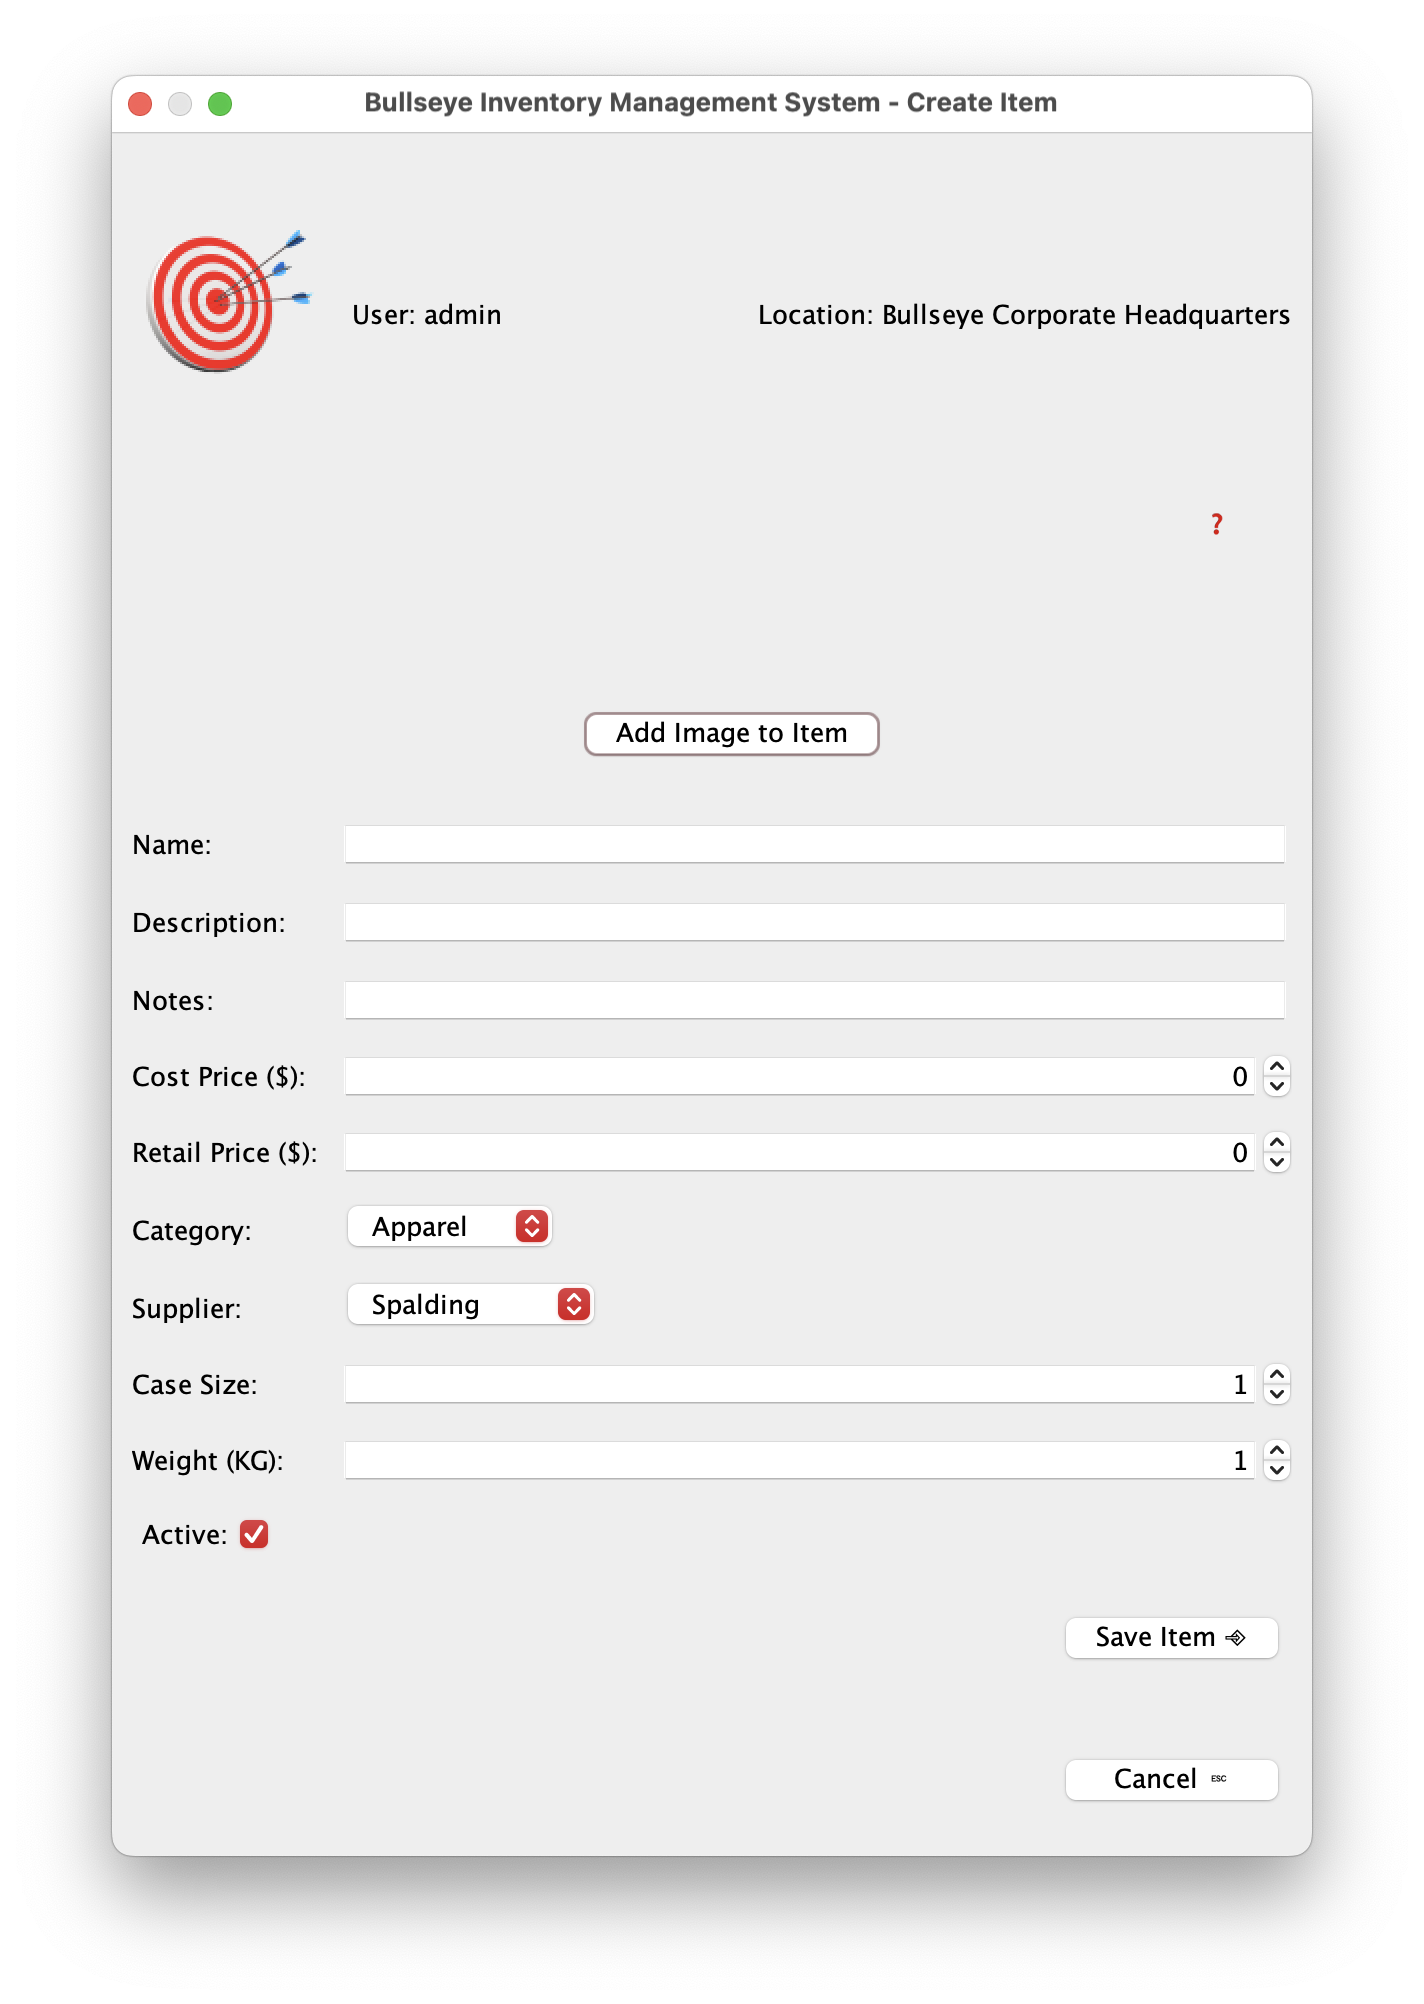 Bullseye Inventory Management System - Create Item
User: admin
Location: Bullseye Corporate Headquarters
?
Add Image to Item
Name:
Description:
Notes:
Cost Price ($): 0
Retail Price ($): 0
Category: Apparel
Supplier: Spalding
Case Size: 1
Weight (KG): 1
Active:
Save Item
Cancel ESC